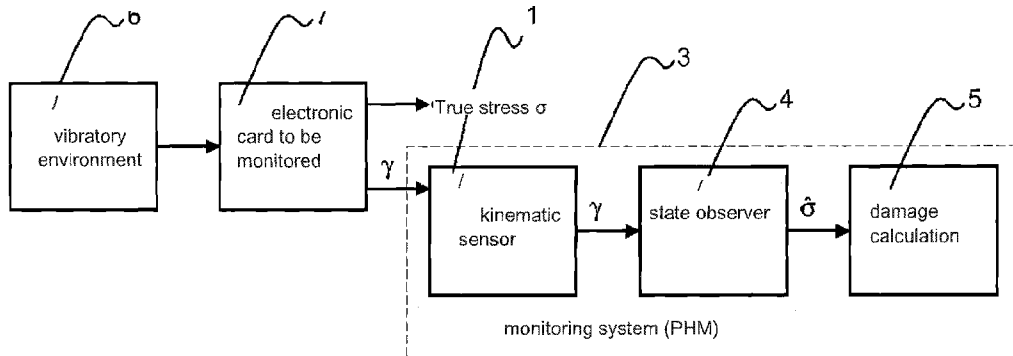 6
7
1
3
4
5
True stress σ
vibratory
environment
electronic
card to be
monitored
γ
kinematic
sensor
γ
state observer
σ̂
damage
calculation
monitoring system (PHM)